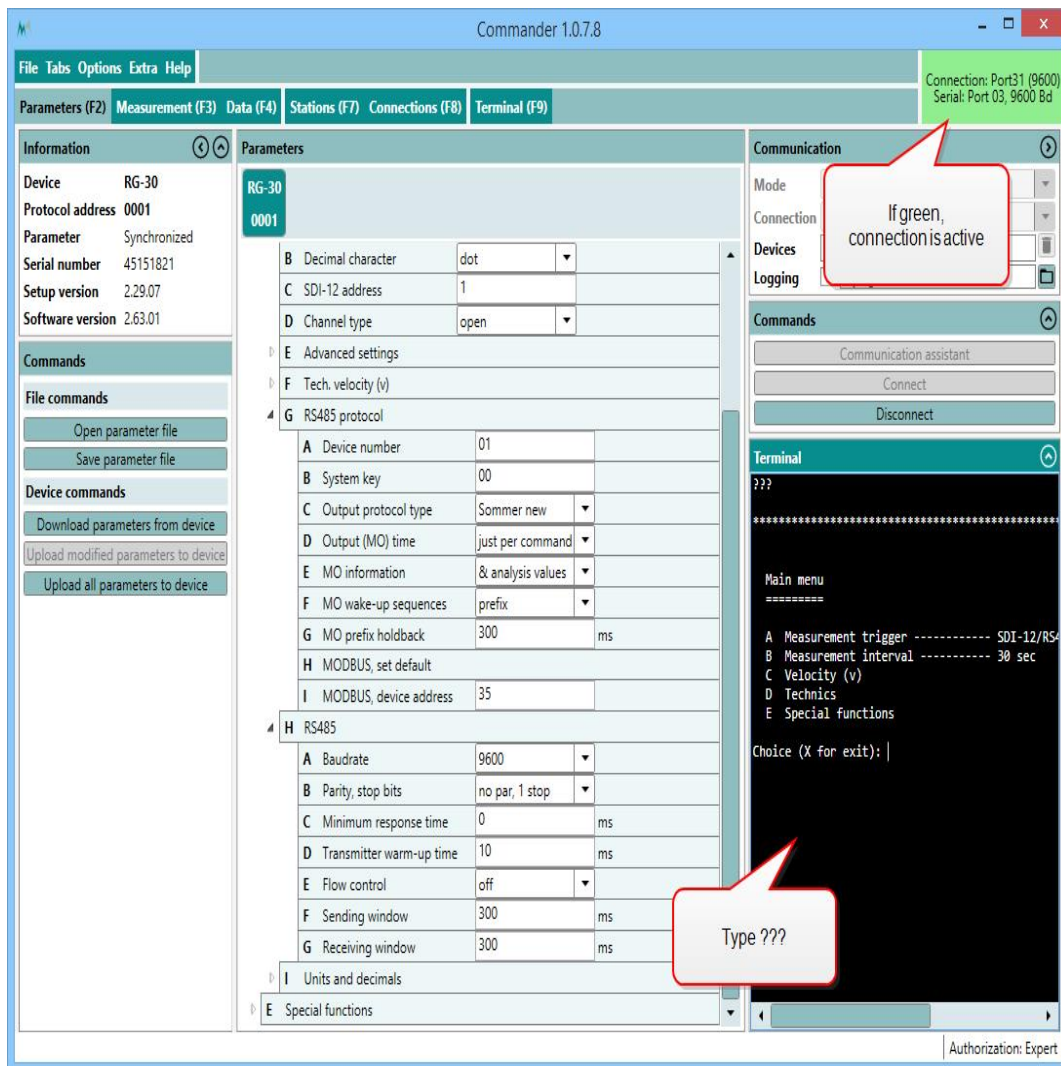 Commander 1.0.7.8
File Tabs Options Extra Help
Connection: Port31 (9600)
Serial: Port 03, 9600 Bd
Parameters (F2) Measurement (F3) Data (F4) Stations (F7) Connections (F8) Terminal (F9)
Information
Device RG-30
Protocol address 0001
Parameter Synchronized
Serial number 45151821
Setup version 2.29.07
Software version 2.63.01
Commands
File commands
Open parameter file
Save parameter file
Device commands
Download parameters from device
Upload modified parameters to device
Upload all parameters to device
Parameters
RG-30
0001
B Decimal character dot
C SDI-12 address 1
D Channel type open
E Advanced settings
F Tech. velocity (v)
G RS485 protocol
A Device number 01
B System key 00
C Output protocol type Sommer new
D Output (MO) time just per command
E MO information & analysis values
F MO wake-up sequences prefix
G MO prefix holdback 300 ms
H MODBUS, set default
I MODBUS, device address 35
H RS485
A Baudrate 9600
B Parity, stop bits no par, 1 stop
C Minimum response time 0 ms
D Transmitter warm-up time 10 ms
E Flow control off
F Sending window 300 ms
G Receiving window 300 ms
I Units and decimals
E Special functions
Communication
Mode
Connection
Devices
Logging
If green,
connection is active
Commands
Communication assistant
Connect
Disconnect
Terminal
???
************************************************
Main menu
=========
A Measurement trigger ------------ SDI-12/RS4
B Measurement interval ----------- 30 sec
C Velocity (v)
D Technics
E Special functions
Choice (X for exit):
Type ???
Authorization: Expert